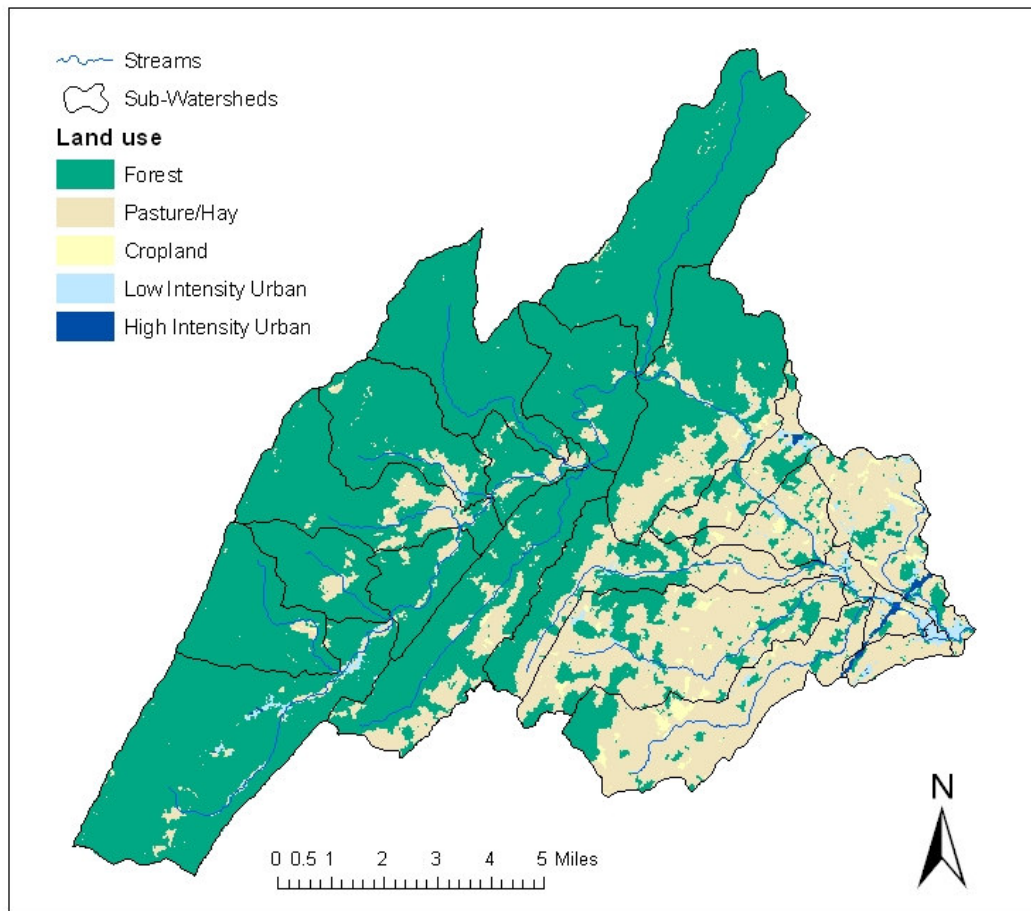 Streams
Sub-Watersheds
Land use
Forest
Pasture/Hay
Cropland
Low Intensity Urban
High Intensity Urban
0 0.5 1 2 3 4 5 Miles
N